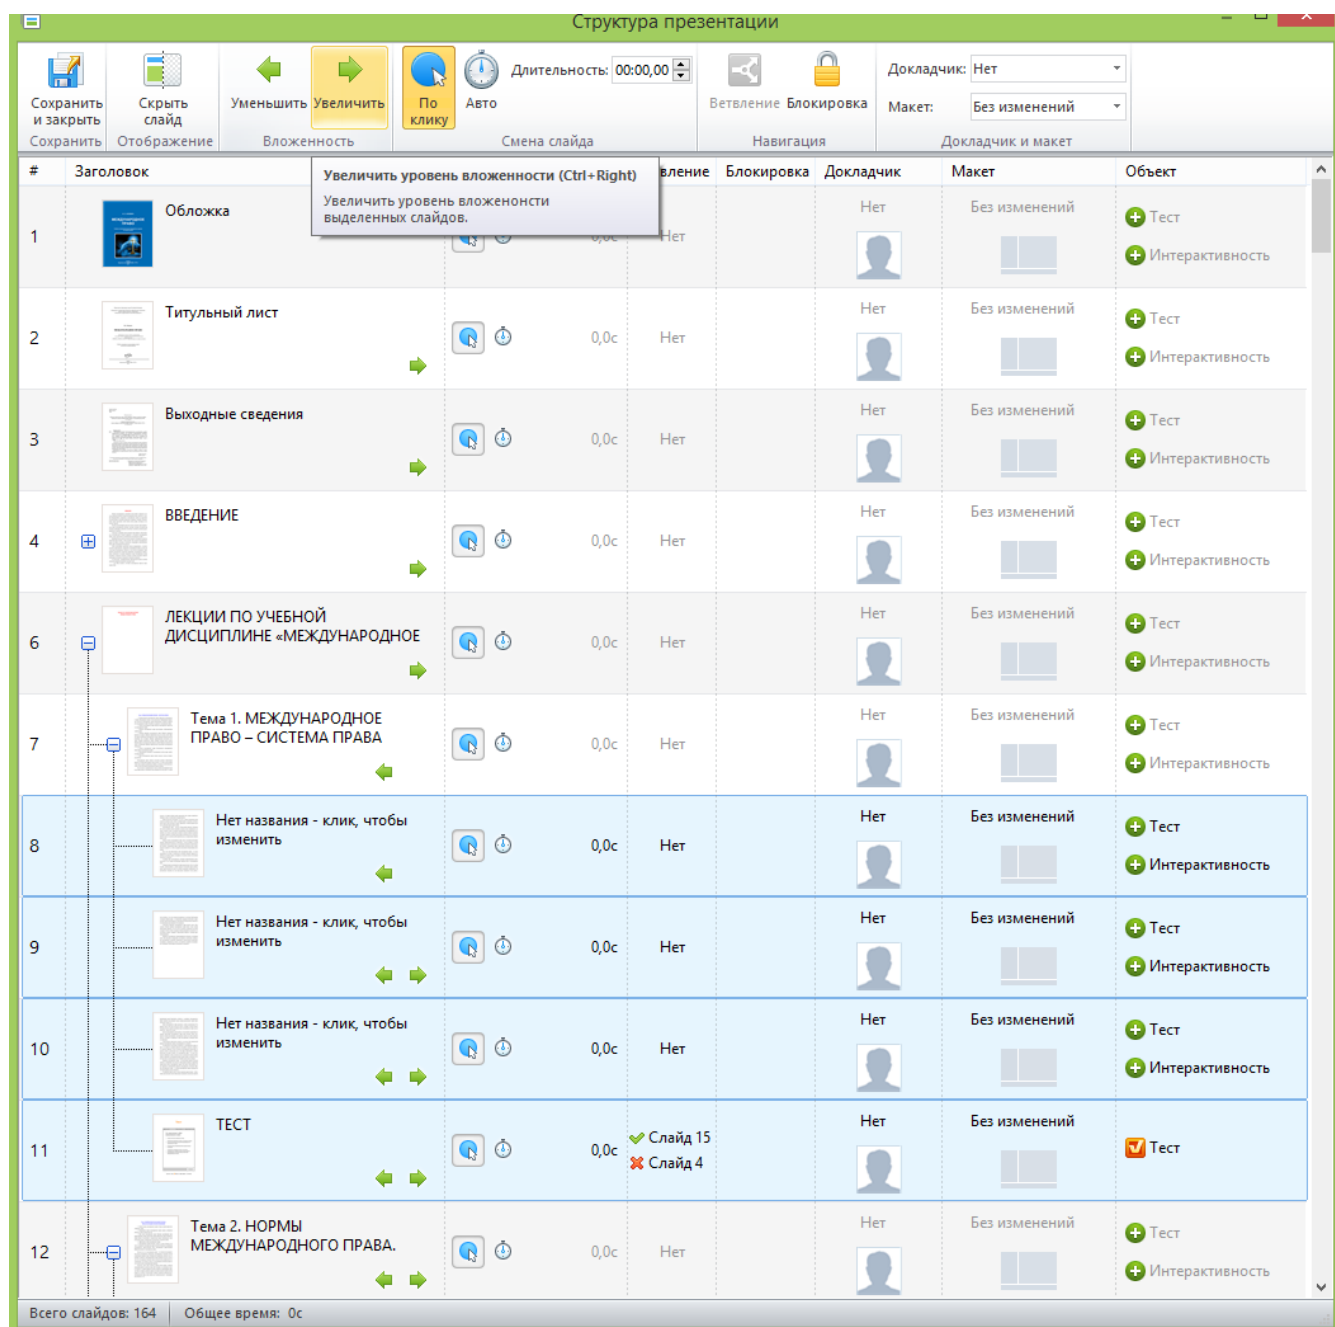 Структура презентации
Сохранить и закрыть
Скрыть слайд
Уменьшить
Увеличить
По клику
Авто
Длительность: 00:00,00
Ветвление
Блокировка
Докладчик: Нет
Макет: Без изменений
Сохранить
Отображение
Вложенность
Смена слайда
Навигация
Докладчик и макет
Увеличить уровень вложенности (Ctrl+Right)
Увеличить уровень вложенонсти
выделенных слайдов.
# Заголовок вление Блокировка Докладчик Макет Объект
1 Обложка 0,0с Нет Нет Без изменений Тест
Интерактивность
2 Титульный лист 0,0с Нет Нет Без изменений Тест
Интерактивность
3 Выходные сведения 0,0с Нет Нет Без изменений Тест
Интерактивность
4 ВВЕДЕНИЕ 0,0с Нет Нет Без изменений Тест
Интерактивность
6 ЛЕКЦИИ ПО УЧЕБНОЙ
ДИСЦИПЛИНЕ «МЕЖДУНАРОДНОЕ 0,0с Нет Нет Без изменений Тест
Интерактивность
7 Тема 1. МЕЖДУНАРОДНОЕ
ПРАВО – СИСТЕМА ПРАВА 0,0с Нет Нет Без изменений Тест
Интерактивность
8 Нет названия - клик, чтобы
изменить 0,0с Нет Нет Без изменений Тест
Интерактивность
9 Нет названия - клик, чтобы
изменить 0,0с Нет Нет Без изменений Тест
Интерактивность
10 Нет названия - клик, чтобы
изменить 0,0с Нет Нет Без изменений Тест
Интерактивность
11 ТЕСТ 0,0с Слайд 15 Нет Без изменений Тест
Слайд 4
12 Тема 2. НОРМЫ
МЕЖДУНАРОДНОГО ПРАВА. 0,0с Нет Нет Без изменений Тест
Интерактивность
Всего слайдов: 164 Общее время: 0с